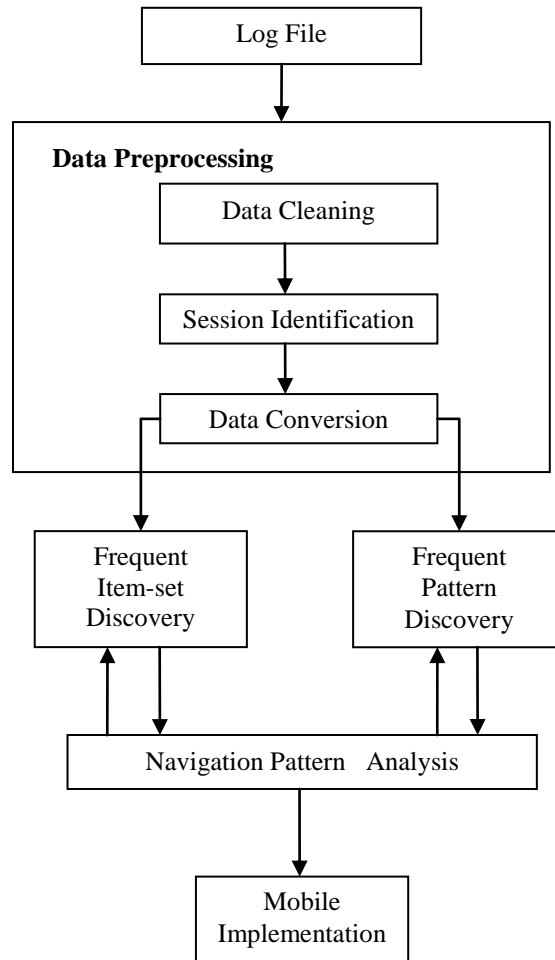 Log File
Data Preprocessing
Data Cleaning
Session Identification
Data Conversion
Frequent
Item-set
Discovery
Frequent
Pattern
Discovery
Navigation Pattern Analysis
Mobile
Implementation